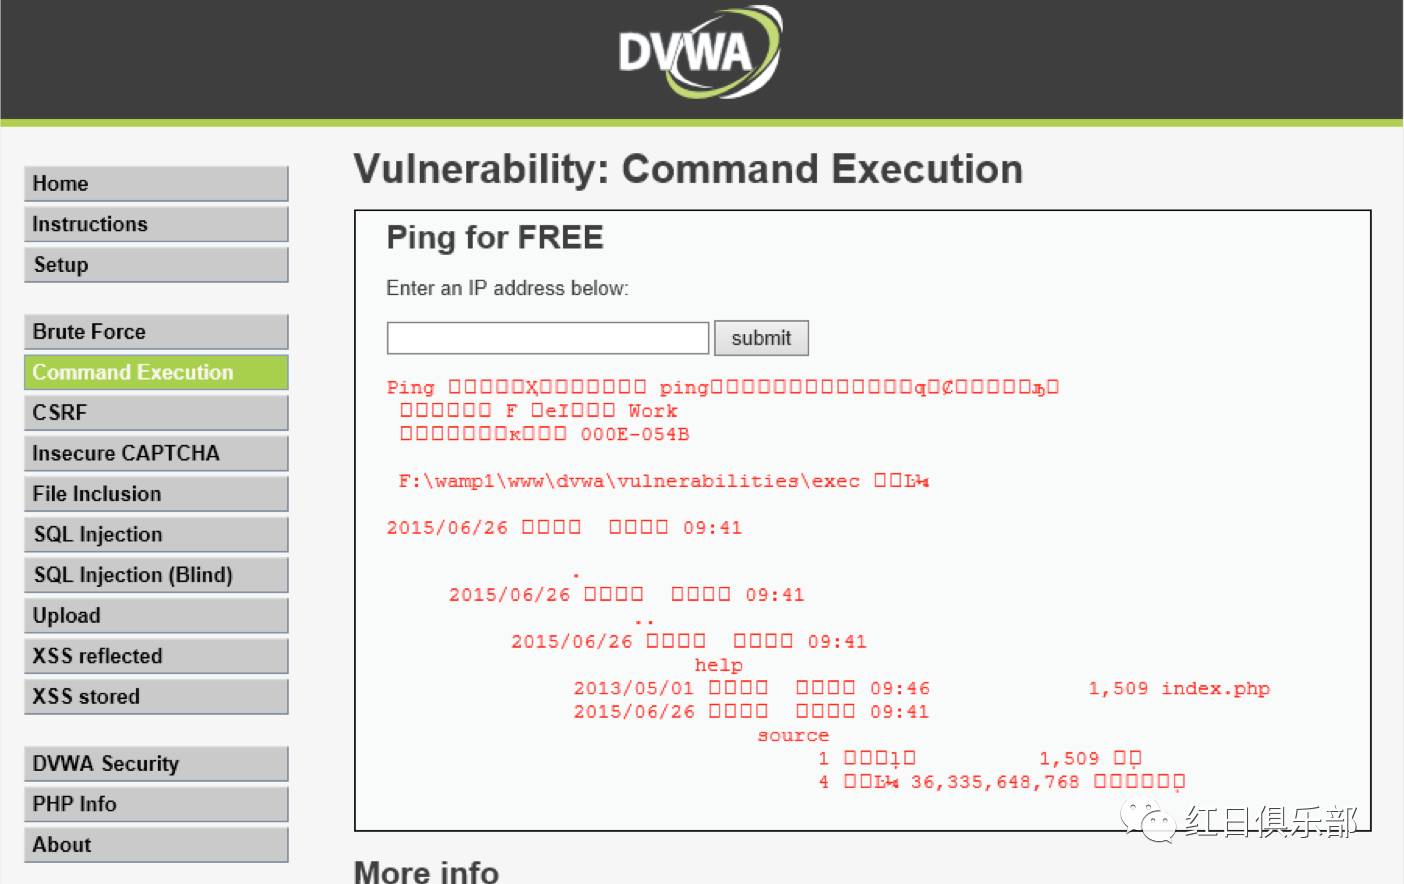 DVWA
Home
Instructions
Setup
Brute Force
Command Execution
CSRF
Insecure CAPTCHA
File Inclusion
SQL Injection
SQL Injection (Blind)
Upload
XSS reflected
XSS stored
DVWA Security
PHP Info
About
Vulnerability: Command Execution
Ping for FREE
Enter an IP address below:
submit
Ping □□□□□Ҳ□□□□□□□ ping□□□□□□□□□□□□□q□₡□□□□□ԡ□
□□□□□□ F □eI□□□ Work
□□□□□□□к□□□ 000E-054B
F:\wamp1\www\dvwa\vulnerabilities\exec □□Ŀ¼
2015/06/26 □□□□ □□□□ 09:41
.
2015/06/26 □□□□ □□□□ 09:41
..
2015/06/26 □□□□ □□□□ 09:41
help
2013/05/01 □□□□ □□□□ 09:46 1,509 index.php
2015/06/26 □□□□ □□□□ 09:41
source
1 □□□ļ□ 1,509 □□
4 □□Ŀ¼ 36,335,648,768 □□□□□□□
红日俱乐部
More info